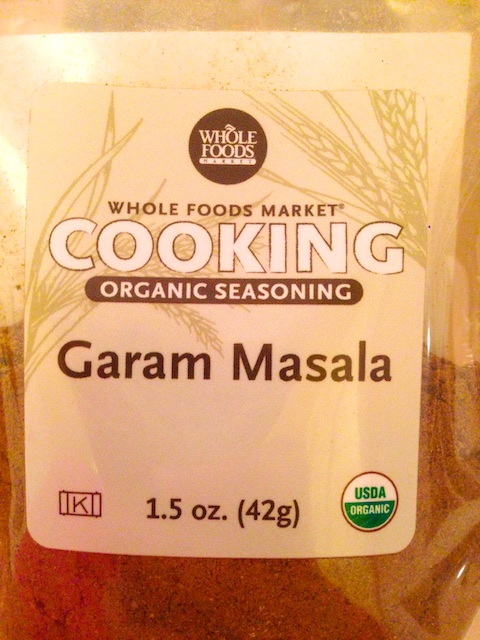 WHOLE
FOODS
MARKET
WHOLE FOODS MARKET®
COOKING
ORGANIC SEASONING
Garam Masala
K
1.5 oz. (42g)
USDA
ORGANIC